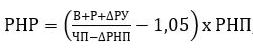 РНР = (В+Р+ΔРУ / ЧП−ΔРНП − 1,05) x РНП